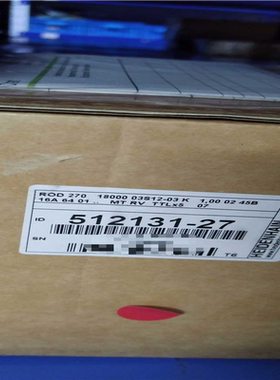 ROD 270 18000 03S12-03 K 1,00 02 45B
16A 64 01 .. MT RV TTLx5 07
ID 512131-27
SN
T6
HEIDENHAIN